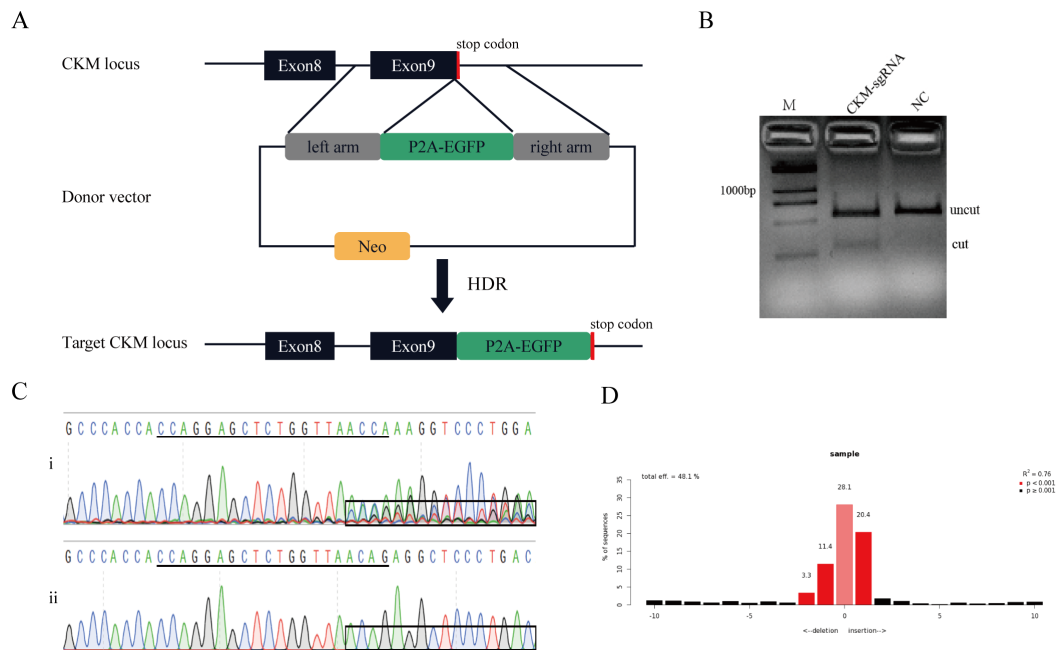 A
stop codon
CKM locus
Exon8
Exon9
left arm
P2A-EGFP
right arm
Donor vector
Neo
HDR
stop codon
Target CKM locus
Exon8
Exon9
P2A-EGFP
B
M
CKM-sgRNA
NC
1000bp
uncut
cut
C
G C C C A C C A C C A G G A G C T C T G G T T A A C C A A A G G T C C C T G G A
i
G C C C A C C A C C A G G A G C T C T G G T T A A C A G A G G C T C C C T G A C
ii
D
sample
total eff. = 48.1 %
R² = 0.76
p < 0.001
p ≥ 0.001
% of sequences
0
5
10
15
20
25
30
35
3.3
11.4
28.1
20.4
-10
-5
0
5
10
<--deletion
insertion-->